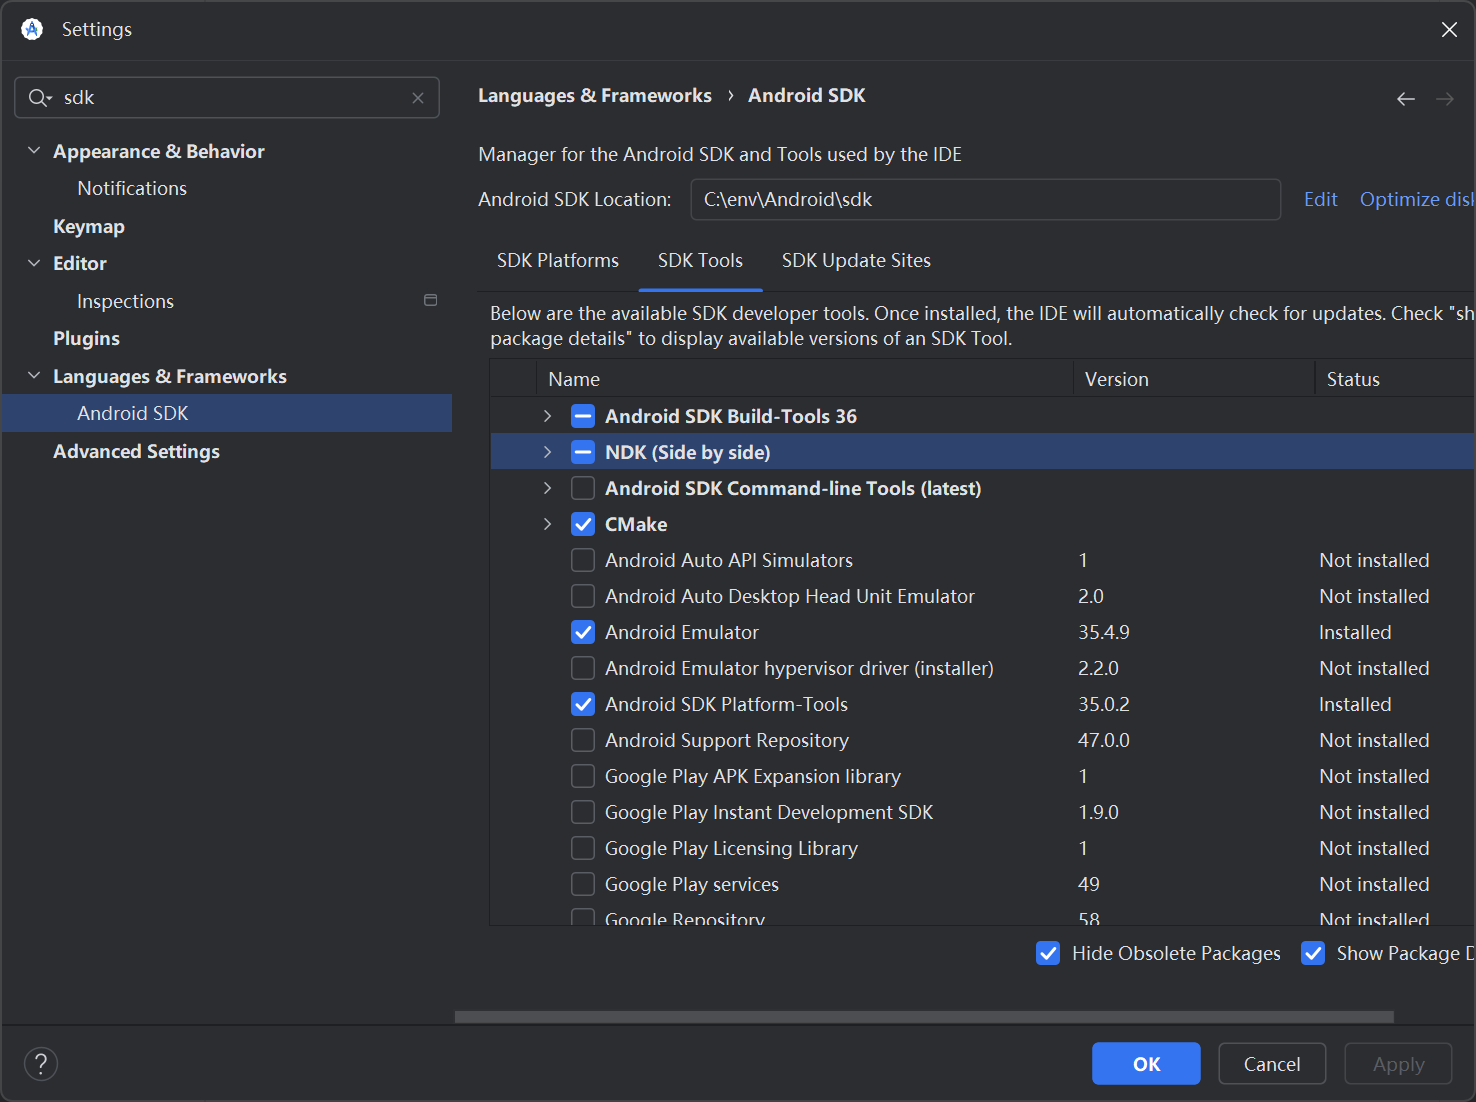 Settings
sdk
Appearance & Behavior
Notifications
Keymap
Editor
Inspections
Plugins
Languages & Frameworks
Android SDK
Advanced Settings
Languages & Frameworks › Android SDK
Manager for the Android SDK and Tools used by the IDE
Android SDK Location: C:\env\Android\sdk Edit Optimize disk
SDK Platforms SDK Tools SDK Update Sites
Below are the available SDK developer tools. Once installed, the IDE will automatically check for updates. Check "sh
package details" to display available versions of an SDK Tool.
Name Version Status
Android SDK Build-Tools 36
NDK (Side by side)
Android SDK Command-line Tools (latest)
CMake
Android Auto API Simulators 1 Not installed
Android Auto Desktop Head Unit Emulator 2.0 Not installed
Android Emulator 35.4.9 Installed
Android Emulator hypervisor driver (installer) 2.2.0 Not installed
Android SDK Platform-Tools 35.0.2 Installed
Android Support Repository 47.0.0 Not installed
Google Play APK Expansion library 1 Not installed
Google Play Instant Development SDK 1.9.0 Not installed
Google Play Licensing Library 1 Not installed
Google Play services 49 Not installed
Google Repository 58 Not installed
Hide Obsolete Packages Show Package D
? OK Cancel Apply